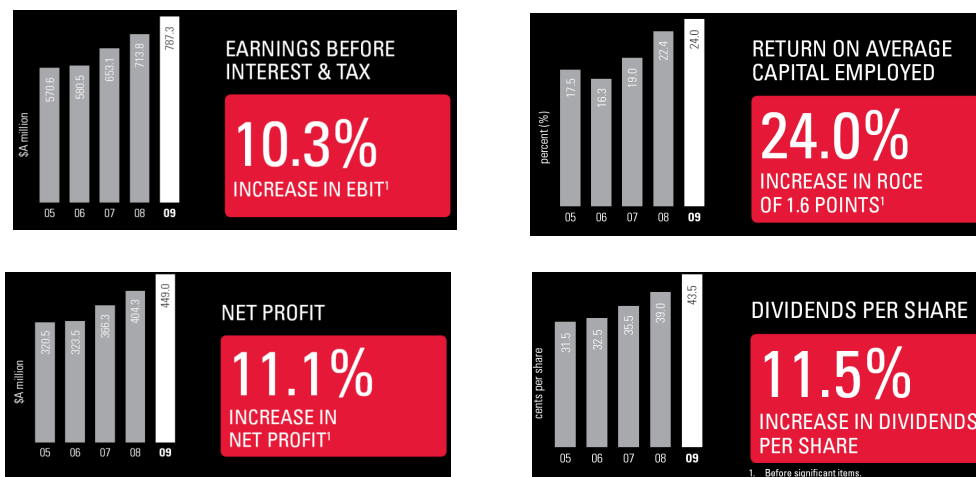 EARNINGS BEFORE
INTEREST & TAX
10.3%
INCREASE IN EBIT¹
$A million
570.6
580.5
653.1
713.8
787.3
05 06 07 08 09
RETURN ON AVERAGE
CAPITAL EMPLOYED
24.0%
INCREASE IN ROCE
OF 1.6 POINTS¹
percent (%)
17.5
16.3
19.0
22.4
24.0
05 06 07 08 09
NET PROFIT
11.1%
INCREASE IN
NET PROFIT¹
$A million
320.5
323.5
366.3
404.3
449.0
05 06 07 08 09
DIVIDENDS PER SHARE
11.5%
INCREASE IN DIVIDENDS
PER SHARE
cents per share
31.5
32.5
35.5
39.0
43.5
05 06 07 08 09
1. Before significant items.